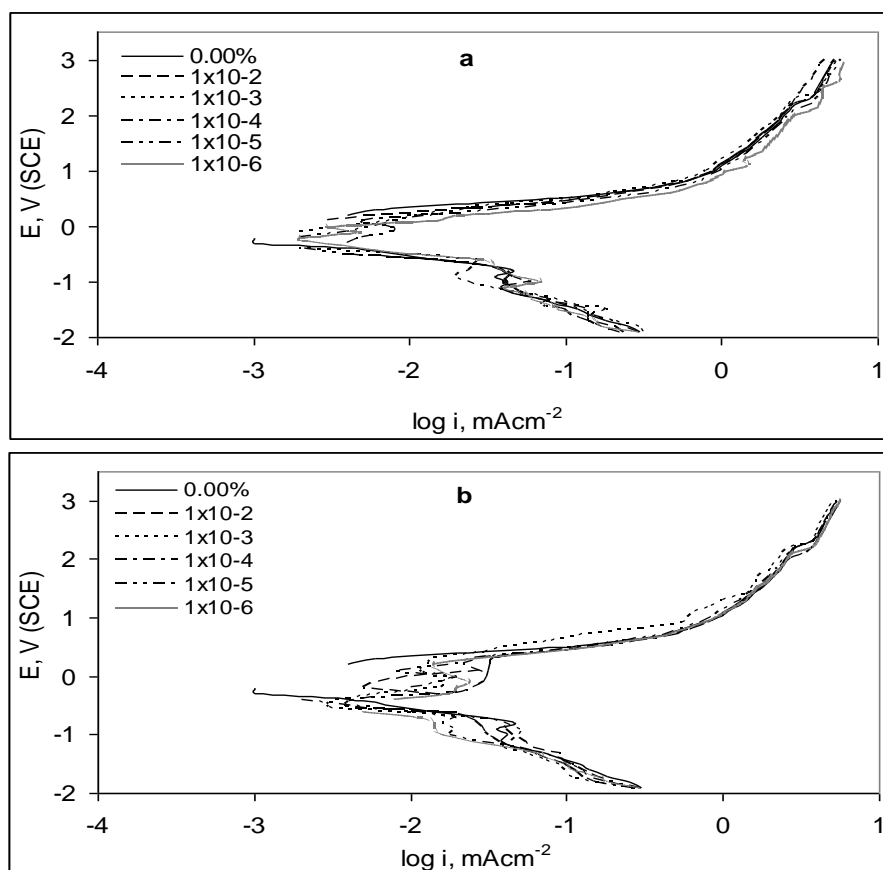 a
0.00%
1x10-2
1x10-3
1x10-4
1x10-5
1x10-6
E, V (SCE)
3
2
1
0
-1
-2
-4
-3
-2
-1
0
1
log i, mAcm-2
b
0.00%
1x10-2
1x10-3
1x10-4
1x10-5
1x10-6
E, V (SCE)
3
2
1
0
-1
-2
-4
-3
-2
-1
0
1
log i, mAcm-2